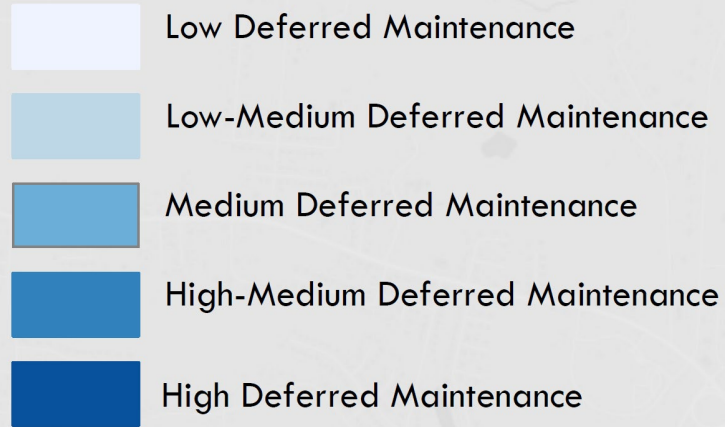 Low Deferred Maintenance
Low-Medium Deferred Maintenance
Medium Deferred Maintenance
High-Medium Deferred Maintenance
High Deferred Maintenance